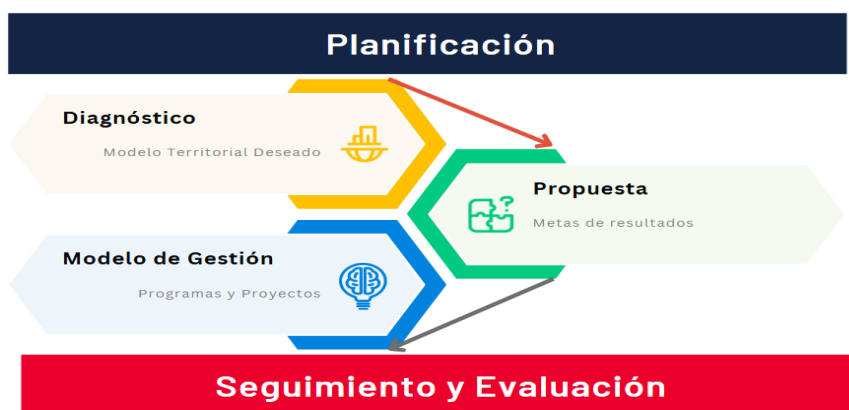 Planificación
Diagnóstico
Modelo Territorial Deseado
Propuesta
Metas de resultados
Modelo de Gestión
Programas y Proyectos
Seguimiento y Evaluación